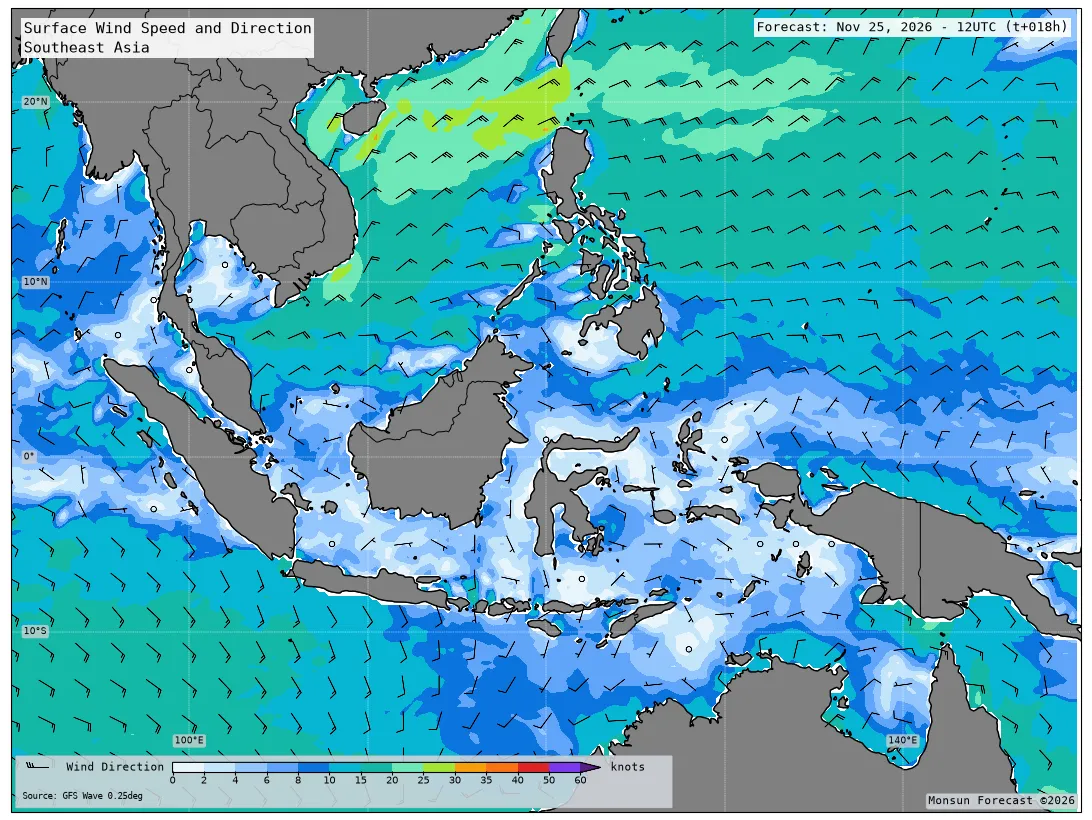 Surface Wind Speed and Direction
Southeast Asia
Forecast: Nov 25, 2026 - 12UTC (t+018h)
20°N
10°N
0°
10°S
100°E
140°E
Wind Direction
0 2 4 6 8 10 15 20 25 30 35 40 50 60
knots
Source: GFS Wave 0.25deg
Monsun Forecast ©2026